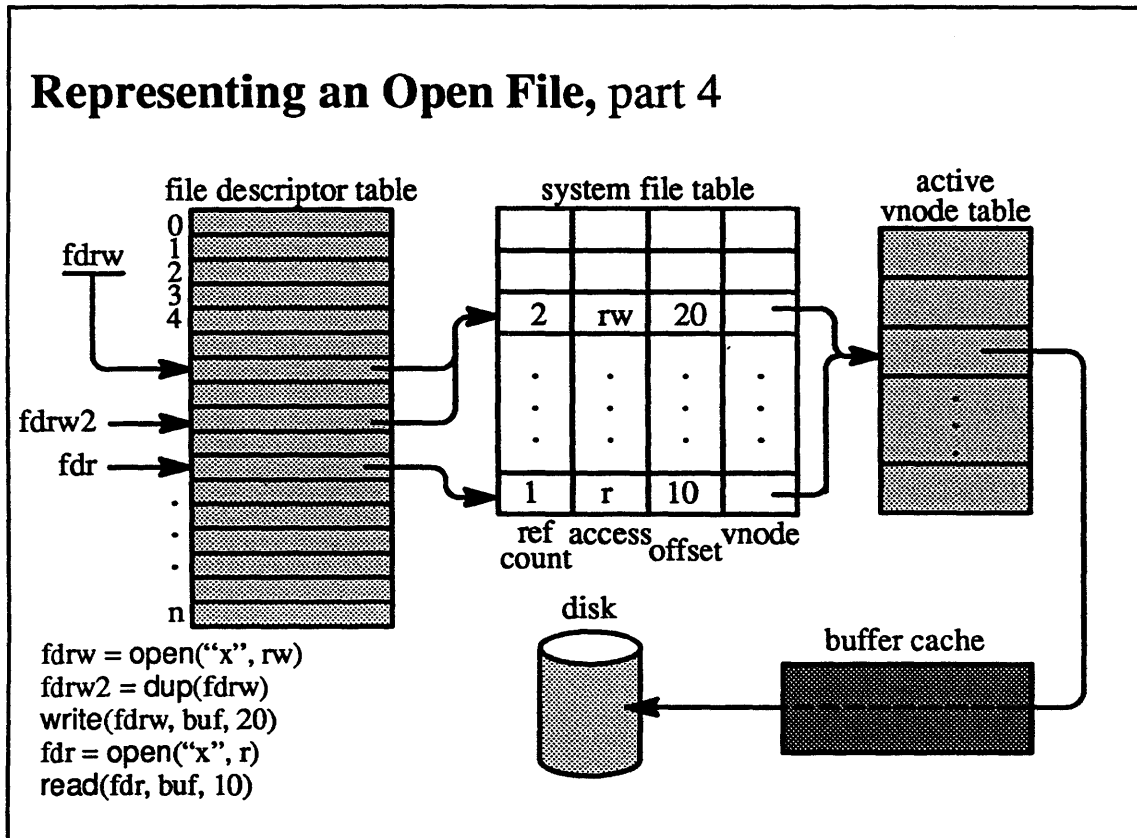 Representing an Open File, part 4
file descriptor table
system file table
active
vnode table
0
1
2
3
4
fdrw
fdrw2
fdr
.
.
.
n
2 rw 20
. . . .
. . . .
. . . .
1 r 10
ref
count
access
offset
vnode
.
.
.
disk
buffer cache
fdrw = open(“x”, rw)
fdrw2 = dup(fdrw)
write(fdrw, buf, 20)
fdr = open(“x”, r)
read(fdr, buf, 10)